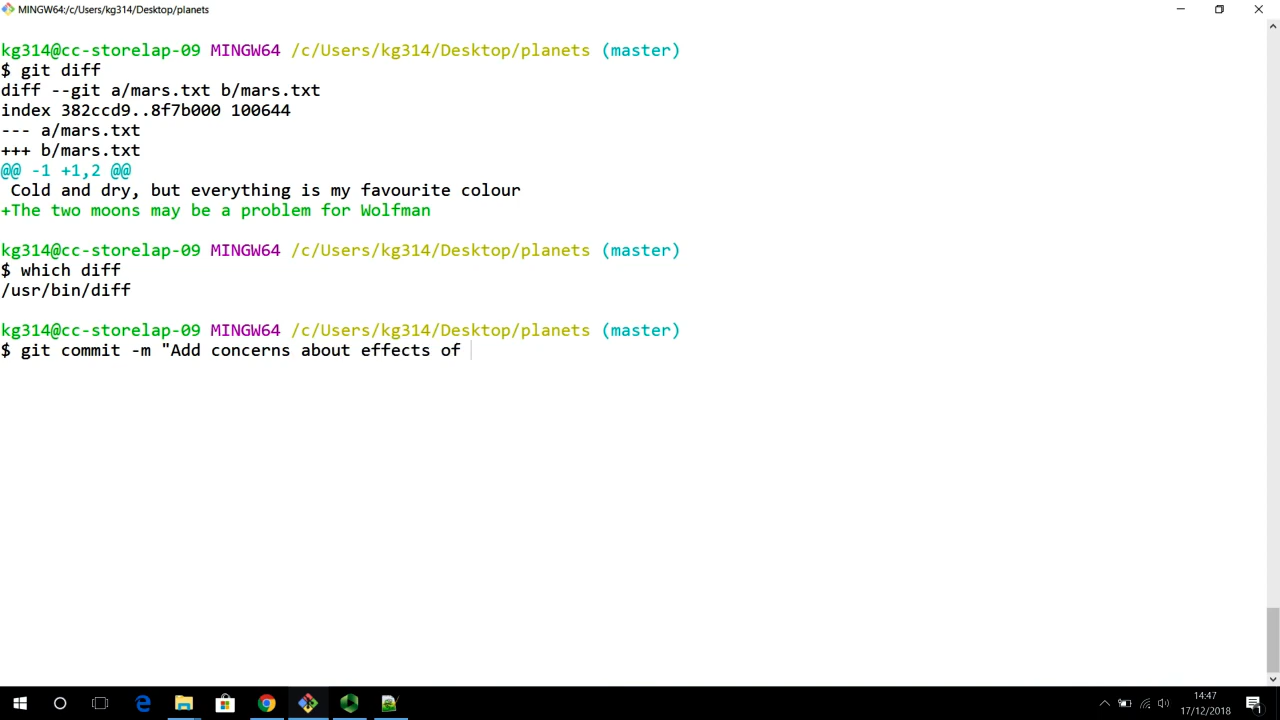 MINGW64:/c/Users/kg314/Desktop/planets
kg314@cc-storelap-09 MINGW64 /c/Users/kg314/Desktop/planets (master)
$ git diff
diff --git a/mars.txt b/mars.txt
index 382ccd9..8f7b000 100644
--- a/mars.txt
+++ b/mars.txt
@@ -1 +1,2 @@
 Cold and dry, but everything is my favourite colour
+The two moons may be a problem for Wolfman
kg314@cc-storelap-09 MINGW64 /c/Users/kg314/Desktop/planets (master)
$ which diff
/usr/bin/diff
kg314@cc-storelap-09 MINGW64 /c/Users/kg314/Desktop/planets (master)
$ git commit -m "Add concerns about effects of
14:47
17/12/2018
1